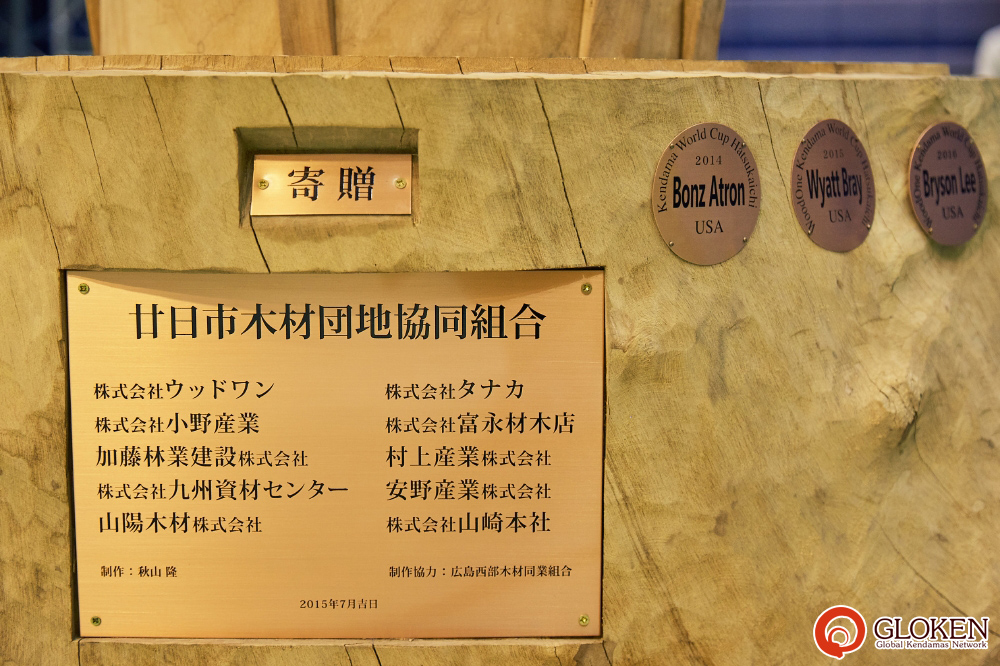 寄贈
廿日市木材団地協同組合
株式会社ウッドワン
株式会社小野産業
加藤林業建設株式会社
株式会社九州資材センター
山陽木材株式会社
株式会社タナカ
株式会社富永材木店
村上産業株式会社
安野産業株式会社
株式会社山崎本社
制作:秋山 隆
制作協力:広島西部木材同業組合
2015年7月吉日
Kendama World Cup Hatsukaichi
2014
Bonz Atron
USA
WoodOne Kendama World Cup Hatsukaichi
2015
Wyatt Bray
USA
WoodOne Kendama World Cup Hatsukaichi
2016
Bryson Lee
USA
GLOKEN
Global Kendamas Network